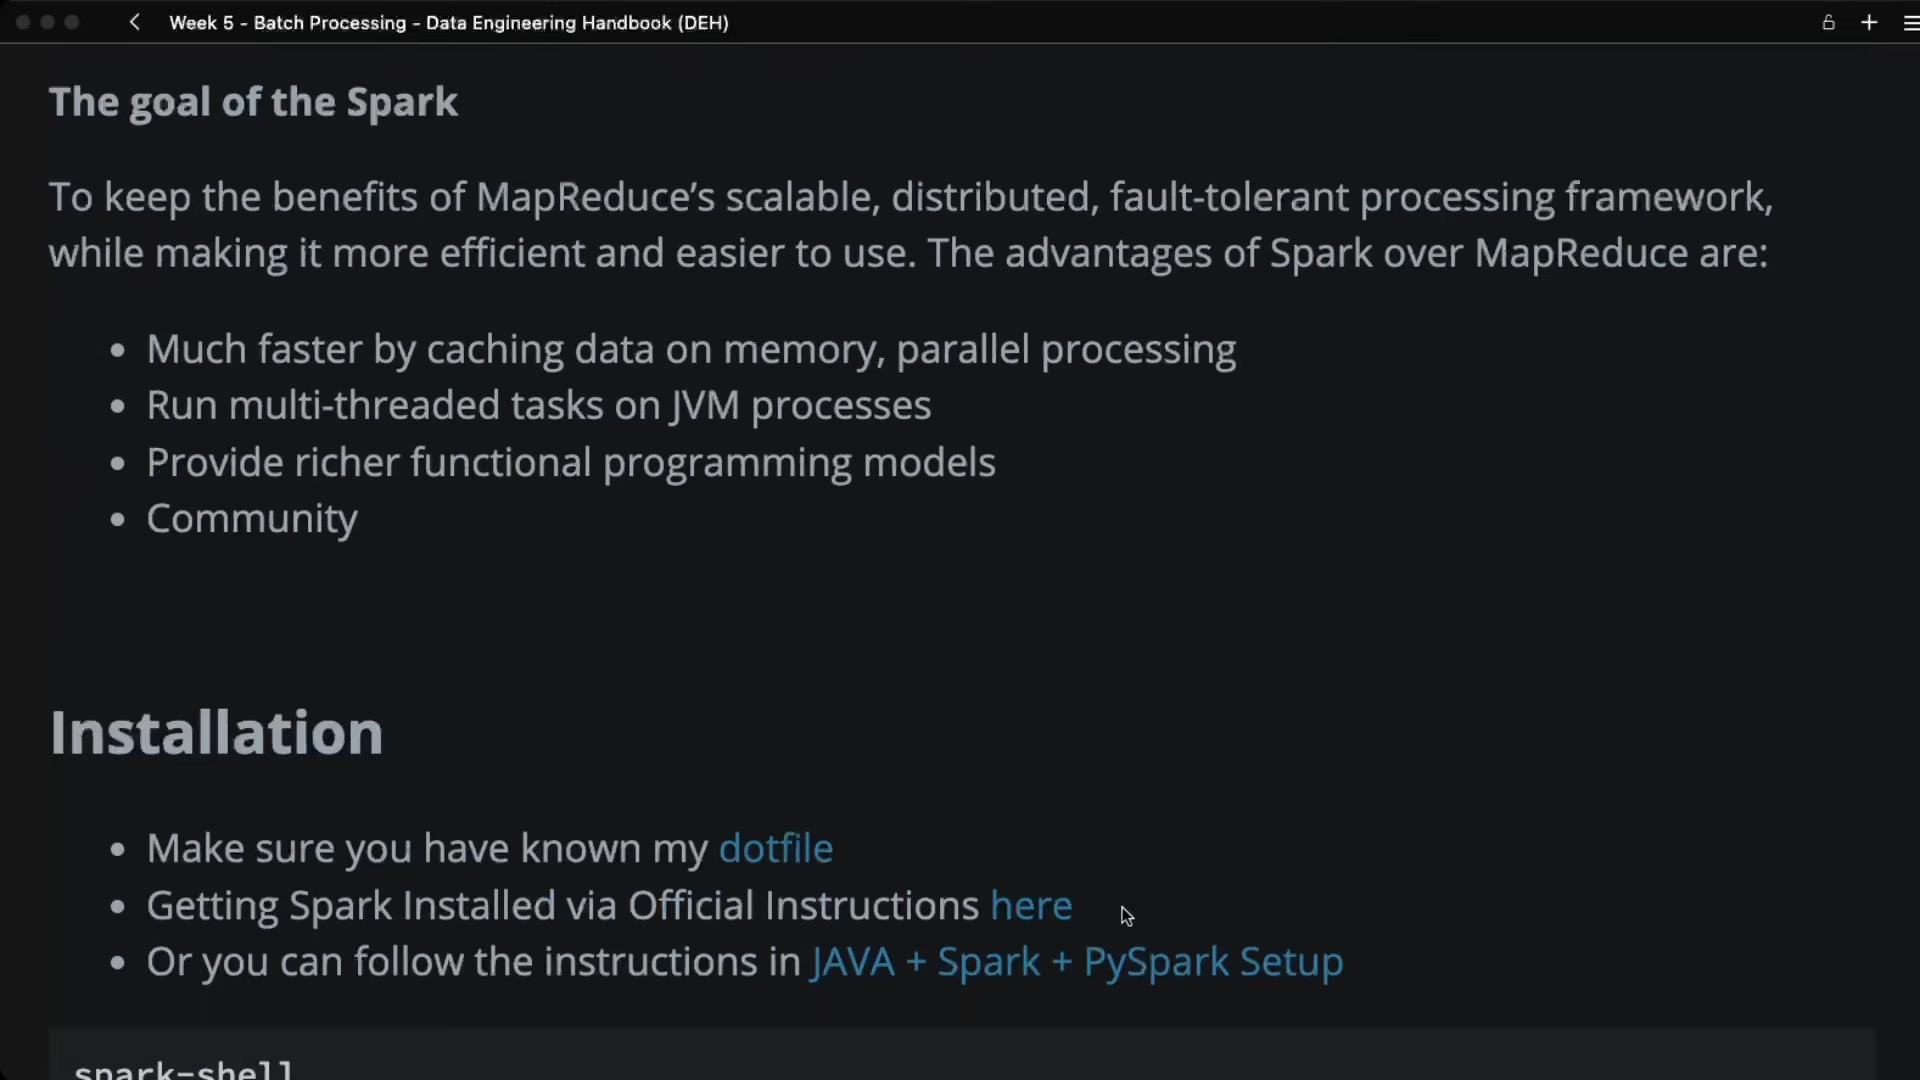 Week 5 - Batch Processing - Data Engineering Handbook (DEH)
The goal of the Spark
To keep the benefits of MapReduce’s scalable, distributed, fault-tolerant processing framework,
while making it more efficient and easier to use. The advantages of Spark over MapReduce are:
• Much faster by caching data on memory, parallel processing
• Run multi-threaded tasks on JVM processes
• Provide richer functional programming models
• Community
Installation
• Make sure you have known my dotfile
• Getting Spark Installed via Official Instructions here
• Or you can follow the instructions in JAVA + Spark + PySpark Setup
spark-shell